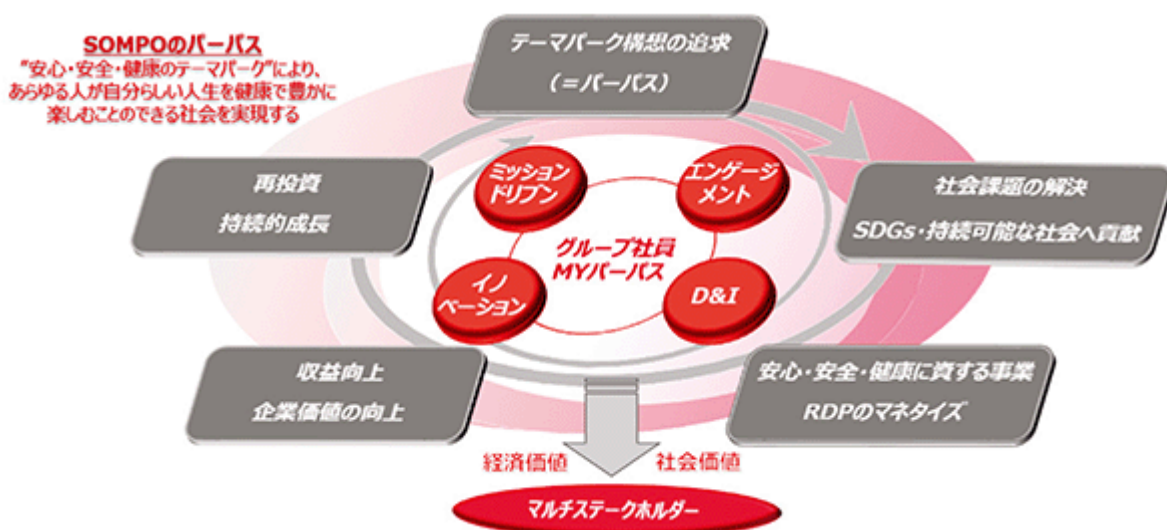 SOMPOのパーパス
"安心・安全・健康のテーマパーク"により、
あらゆる人が自分らしい人生を健康で豊かに
楽しむことのできる社会を実現する
テーマパーク構想の追求
(=パーパス)
再投資
持続的成長
ミッション
ドリブン
エンゲージ
メント
社会課題の解決
SDGs・持続可能な社会へ貢献
グループ社員
MYパーパス
イノ
ベーション
D&I
収益向上
企業価値の向上
安心・安全・健康に資する事業
RDPのマネタイズ
経済価値
社会価値
マルチステークホルダー